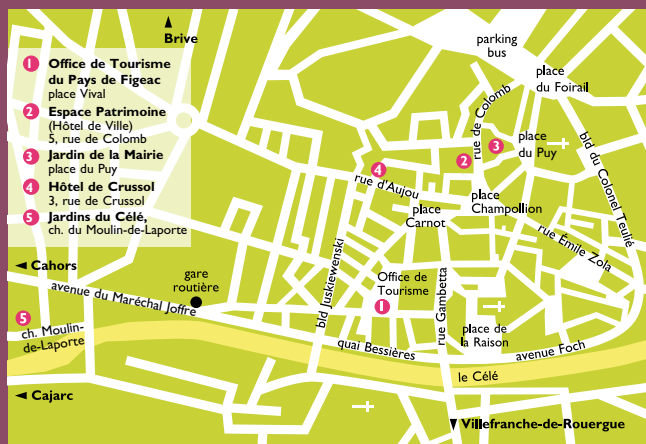 Brive
1 Office de Tourisme
du Pays de Figeac
place Vival
2 Espace Patrimoine
(Hôtel de Ville)
5, rue de Colomb
3 Jardin de la Mairie
place du Puy
4 Hôtel de Crussol
3, rue de Crussol
5 Jardins du Célé,
ch. du Moulin-de-Laporte
parking
bus
place
du Foirail
rue de Colomb
bld du Colonel Teulié
2
3
place
du Puy
4
rue d'Aujou
place
Carnot
place
Champollion
rue Émile Zola
Cahors
avenue du Maréchal Joffre
gare
routière
bld Juskiewenski
Office de
Tourisme
1
rue Gambetta
5
ch. Moulin-
de-Laporte
quai Bessières
place de
la Raison
avenue Foch
le Célé
Cajarc
Villefranche-de-Rouergue